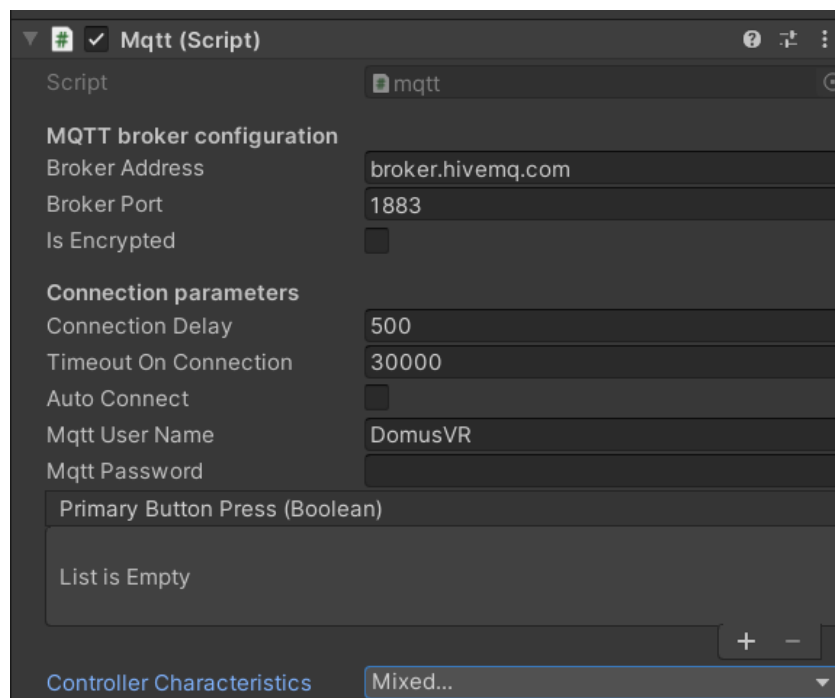 Mqtt (Script)
Script mqtt
MQTT broker configuration
Broker Address broker.hivemq.com
Broker Port 1883
Is Encrypted
Connection parameters
Connection Delay 500
Timeout On Connection 30000
Auto Connect
Mqtt User Name DomusVR
Mqtt Password
Primary Button Press (Boolean)
List is Empty
Controller Characteristics Mixed...